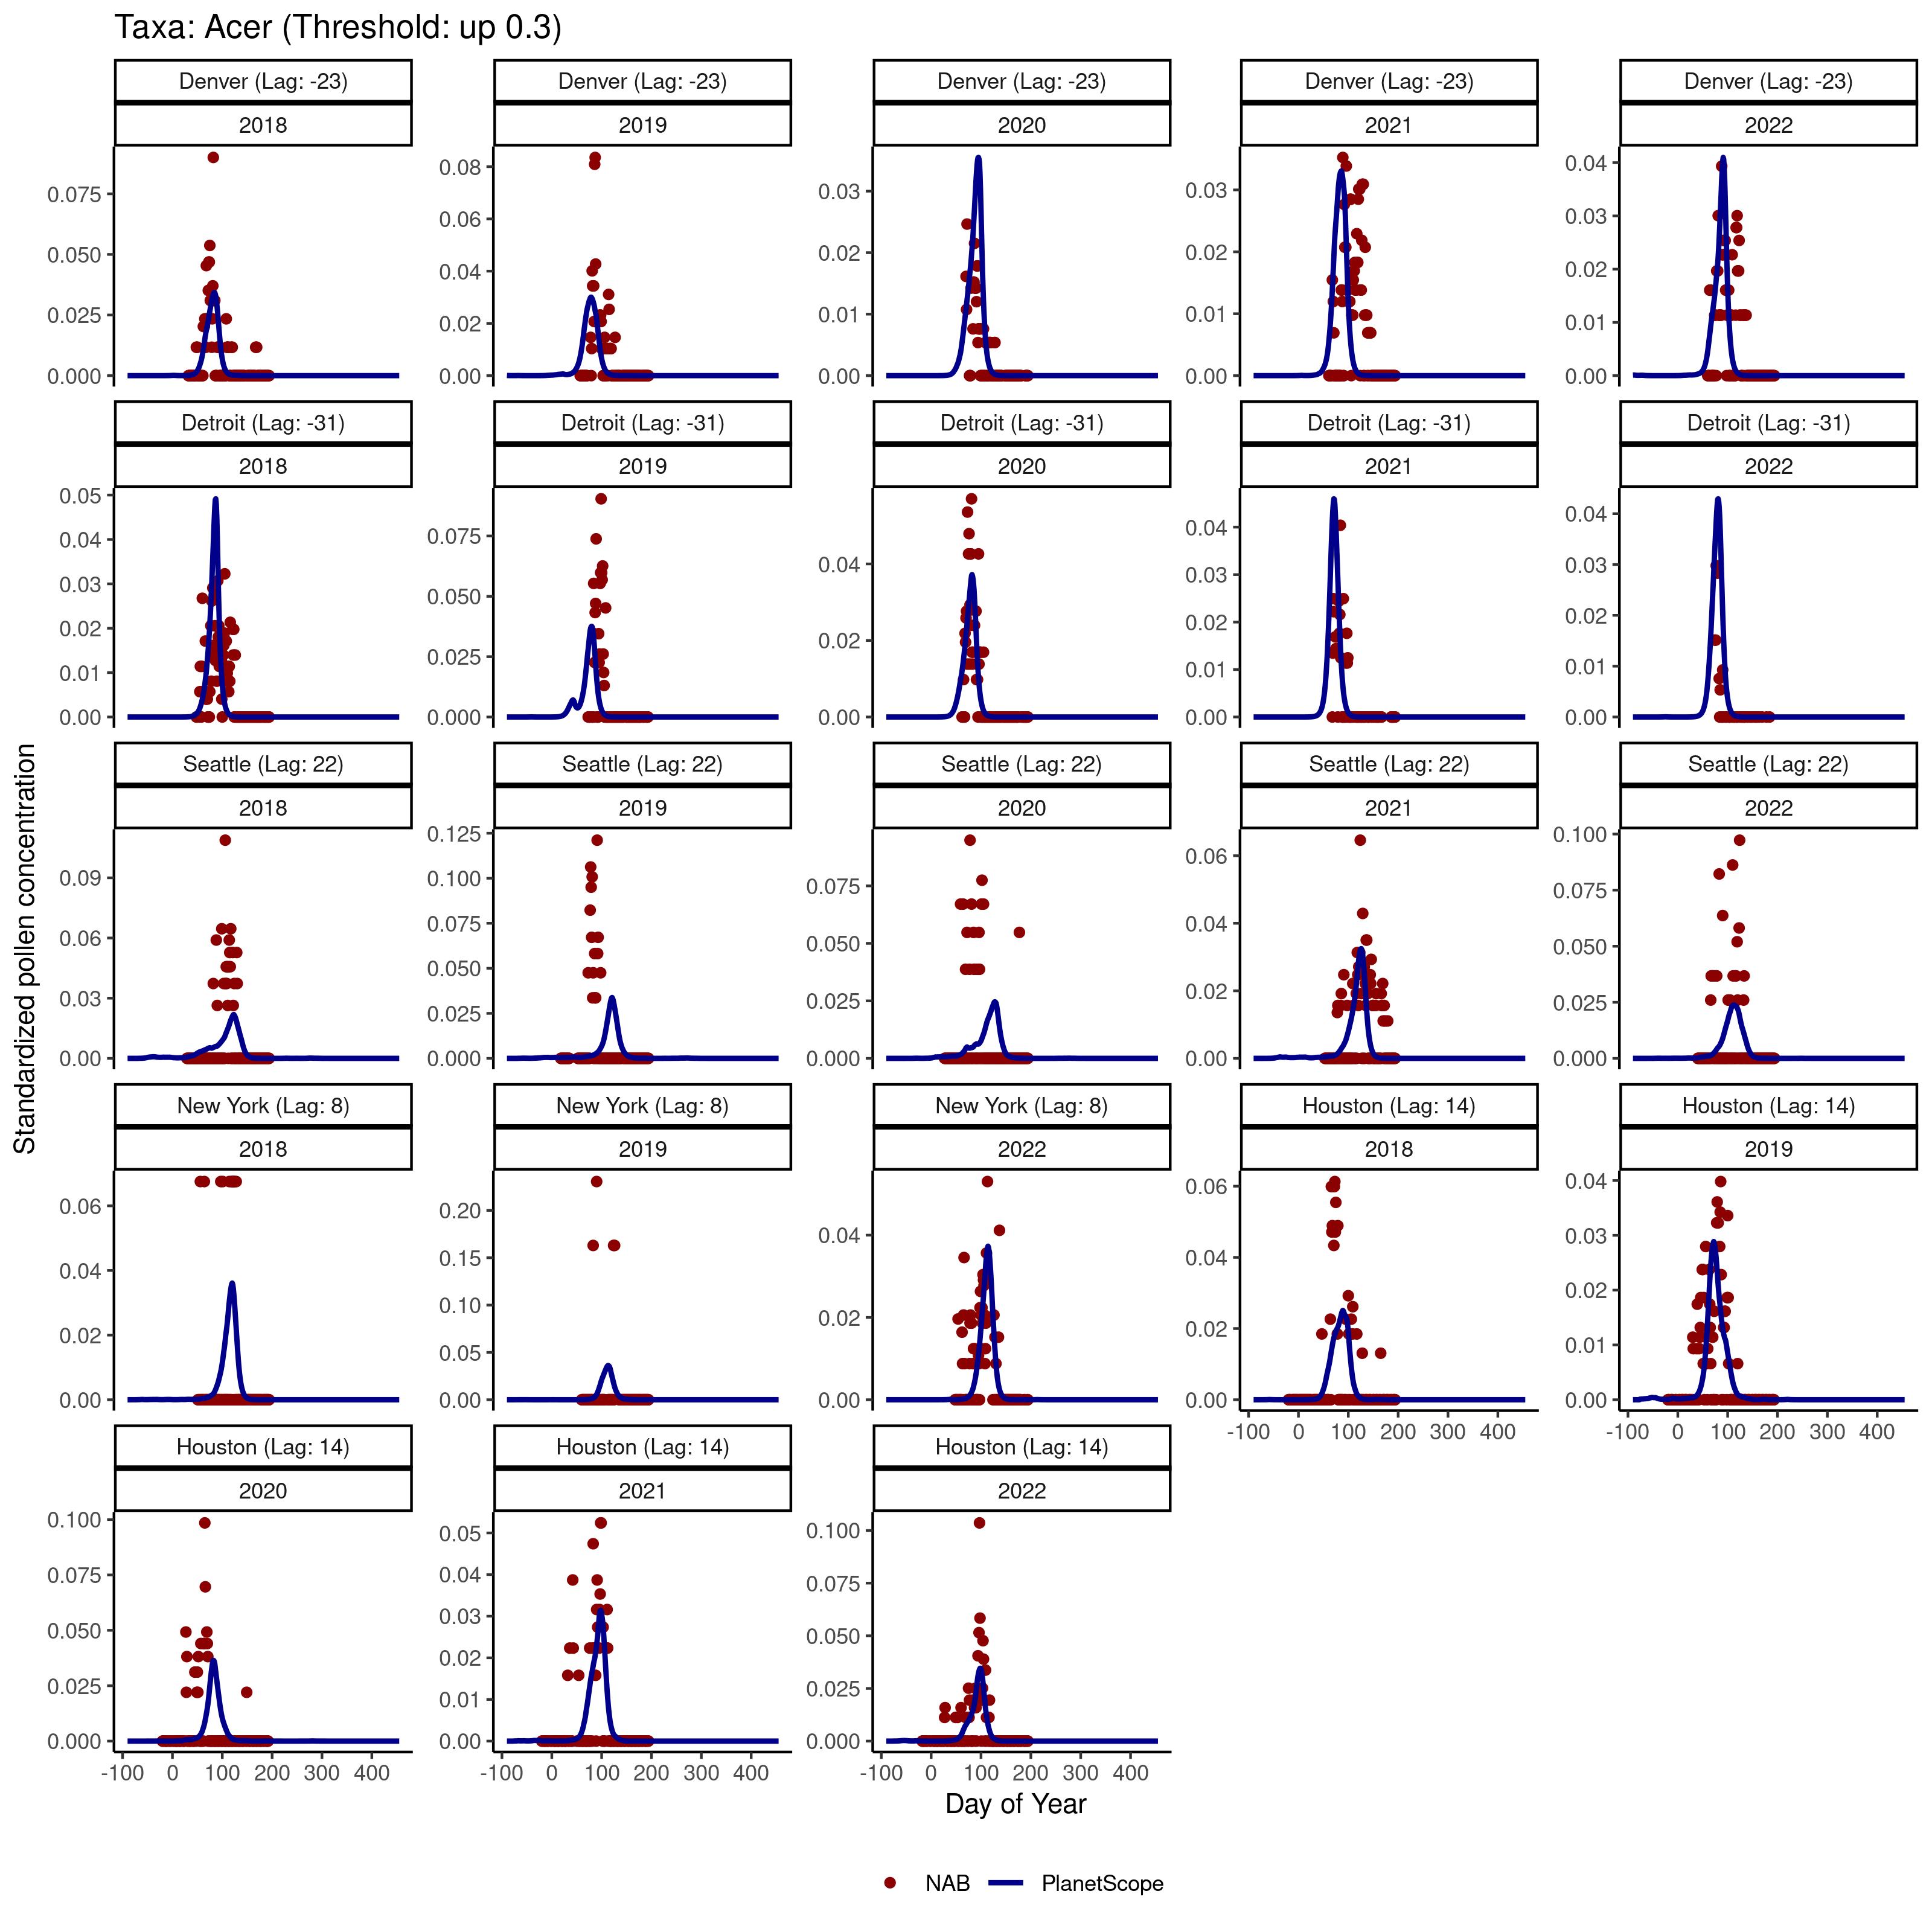 Taxa: Acer (Threshold: up 0.3)
Denver (Lag: -23) Denver (Lag: -23) Denver (Lag: -23) Denver (Lag: -23) Denver (Lag: -23)
2018 2019 2020 2021 2022
0.075 0.050 0.025 0.000
0.08 0.06 0.04 0.02 0.00
0.03 0.02 0.01 0.00
0.03 0.02 0.01 0.00
0.04 0.03 0.02 0.01 0.00
Detroit (Lag: -31) Detroit (Lag: -31) Detroit (Lag: -31) Detroit (Lag: -31) Detroit (Lag: -31)
2018 2019 2020 2021 2022
0.05 0.04 0.03 0.02 0.01 0.00
0.075 0.050 0.025 0.000
0.04 0.02 0.00
0.04 0.03 0.02 0.01 0.00
0.04 0.03 0.02 0.01 0.00
Standardized pollen concentration
Seattle (Lag: 22) Seattle (Lag: 22) Seattle (Lag: 22) Seattle (Lag: 22) Seattle (Lag: 22)
2018 2019 2020 2021 2022
0.09 0.06 0.03 0.00
0.125 0.100 0.075 0.050 0.025 0.000
0.075 0.050 0.025 0.000
0.06 0.04 0.02 0.00
0.100 0.075 0.050 0.025 0.000
New York (Lag: 8) New York (Lag: 8) New York (Lag: 8) Houston (Lag: 14) Houston (Lag: 14)
2018 2019 2022 2018 2019
0.06 0.04 0.02 0.00
0.20 0.15 0.10 0.05 0.00
0.04 0.02 0.00
0.06 0.04 0.02 0.00
0.04 0.03 0.02 0.01 0.00
-100 0 100 200 300 400 -100 0 100 200 300 400
Houston (Lag: 14) Houston (Lag: 14) Houston (Lag: 14)
2020 2021 2022
0.100 0.075 0.050 0.025 0.000
0.05 0.04 0.03 0.02 0.01 0.00
0.100 0.075 0.050 0.025 0.000
-100 0 100 200 300 400 -100 0 100 200 300 400 -100 0 100 200 300 400
Day of Year
NAB PlanetScope